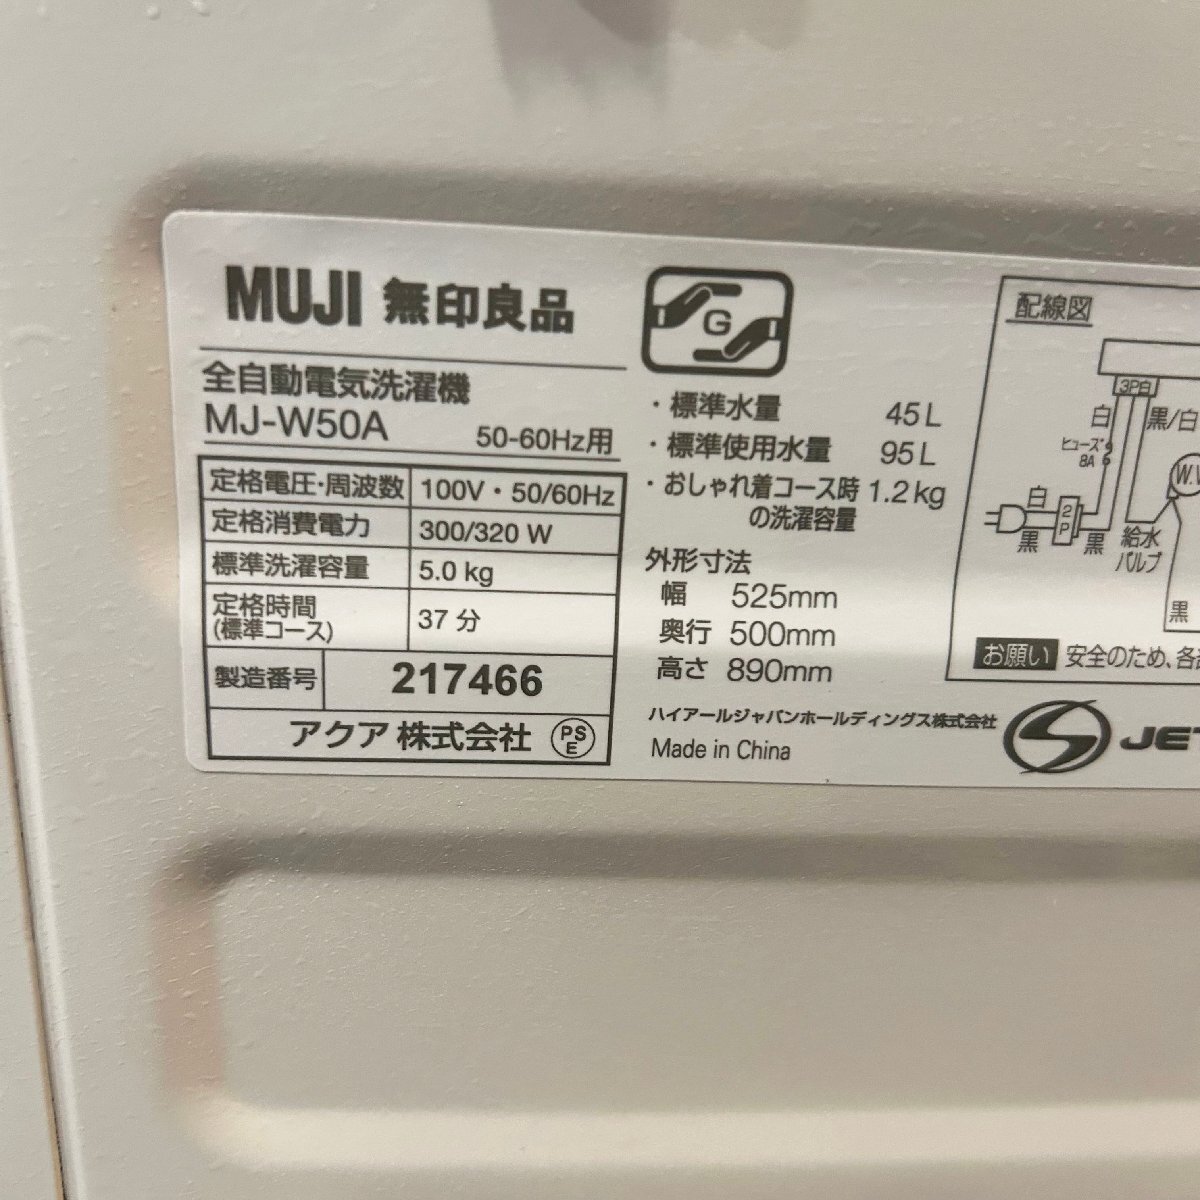 MUJI 無印良品
全自動電気洗濯機
MJ-W50A 50-60Hz用
定格電圧・周波数 100V・50/60Hz
定格消費電力 300/320 W
標準洗濯容量 5.0 kg
定格時間
(標準コース) 37 分
製造番号 217466
アクア 株式会社 PS E
G
・標準水量 45L
・標準使用水量 95L
・おしゃれ着コース時 1.2kg
の洗濯容量
外形寸法
幅 525mm
奥行 500mm
高さ 890mm
ハイアールジャパンホールディングス株式会社
Made in China
配線図
3P白
白 黒/白
ヒューズ
8A
W.V
白
2P
黒 黒
給水
バルブ
黒
お願い 安全のため、各
JET